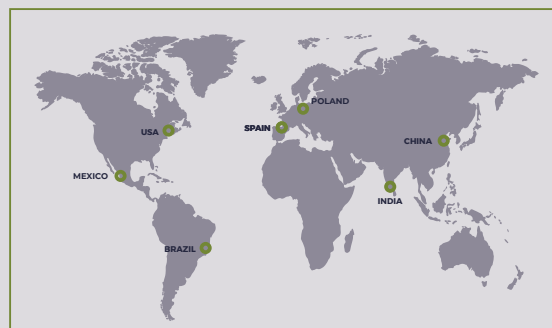 POLAND
SPAIN
USA
CHINA
MEXICO
INDIA
BRAZIL